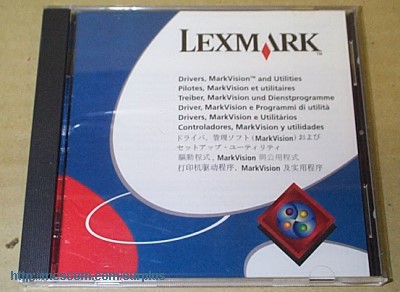 LEXMARK™
Drivers, MarkVision™ and Utilities
Pilotes, MarkVision et utilitaires
Treiber, MarkVision und Dienstprogramme
Driver, MarkVision e Programmi di utilità
Drivers, MarkVision e Utilitários
Controladores, MarkVision y utilidades
ドライバ、管理ソフト (MarkVision) および
セットアップ・ユーティリティ
驅動程式, MarkVision 與公用程式
打印机驱动程序, MarkVision 及实用程序